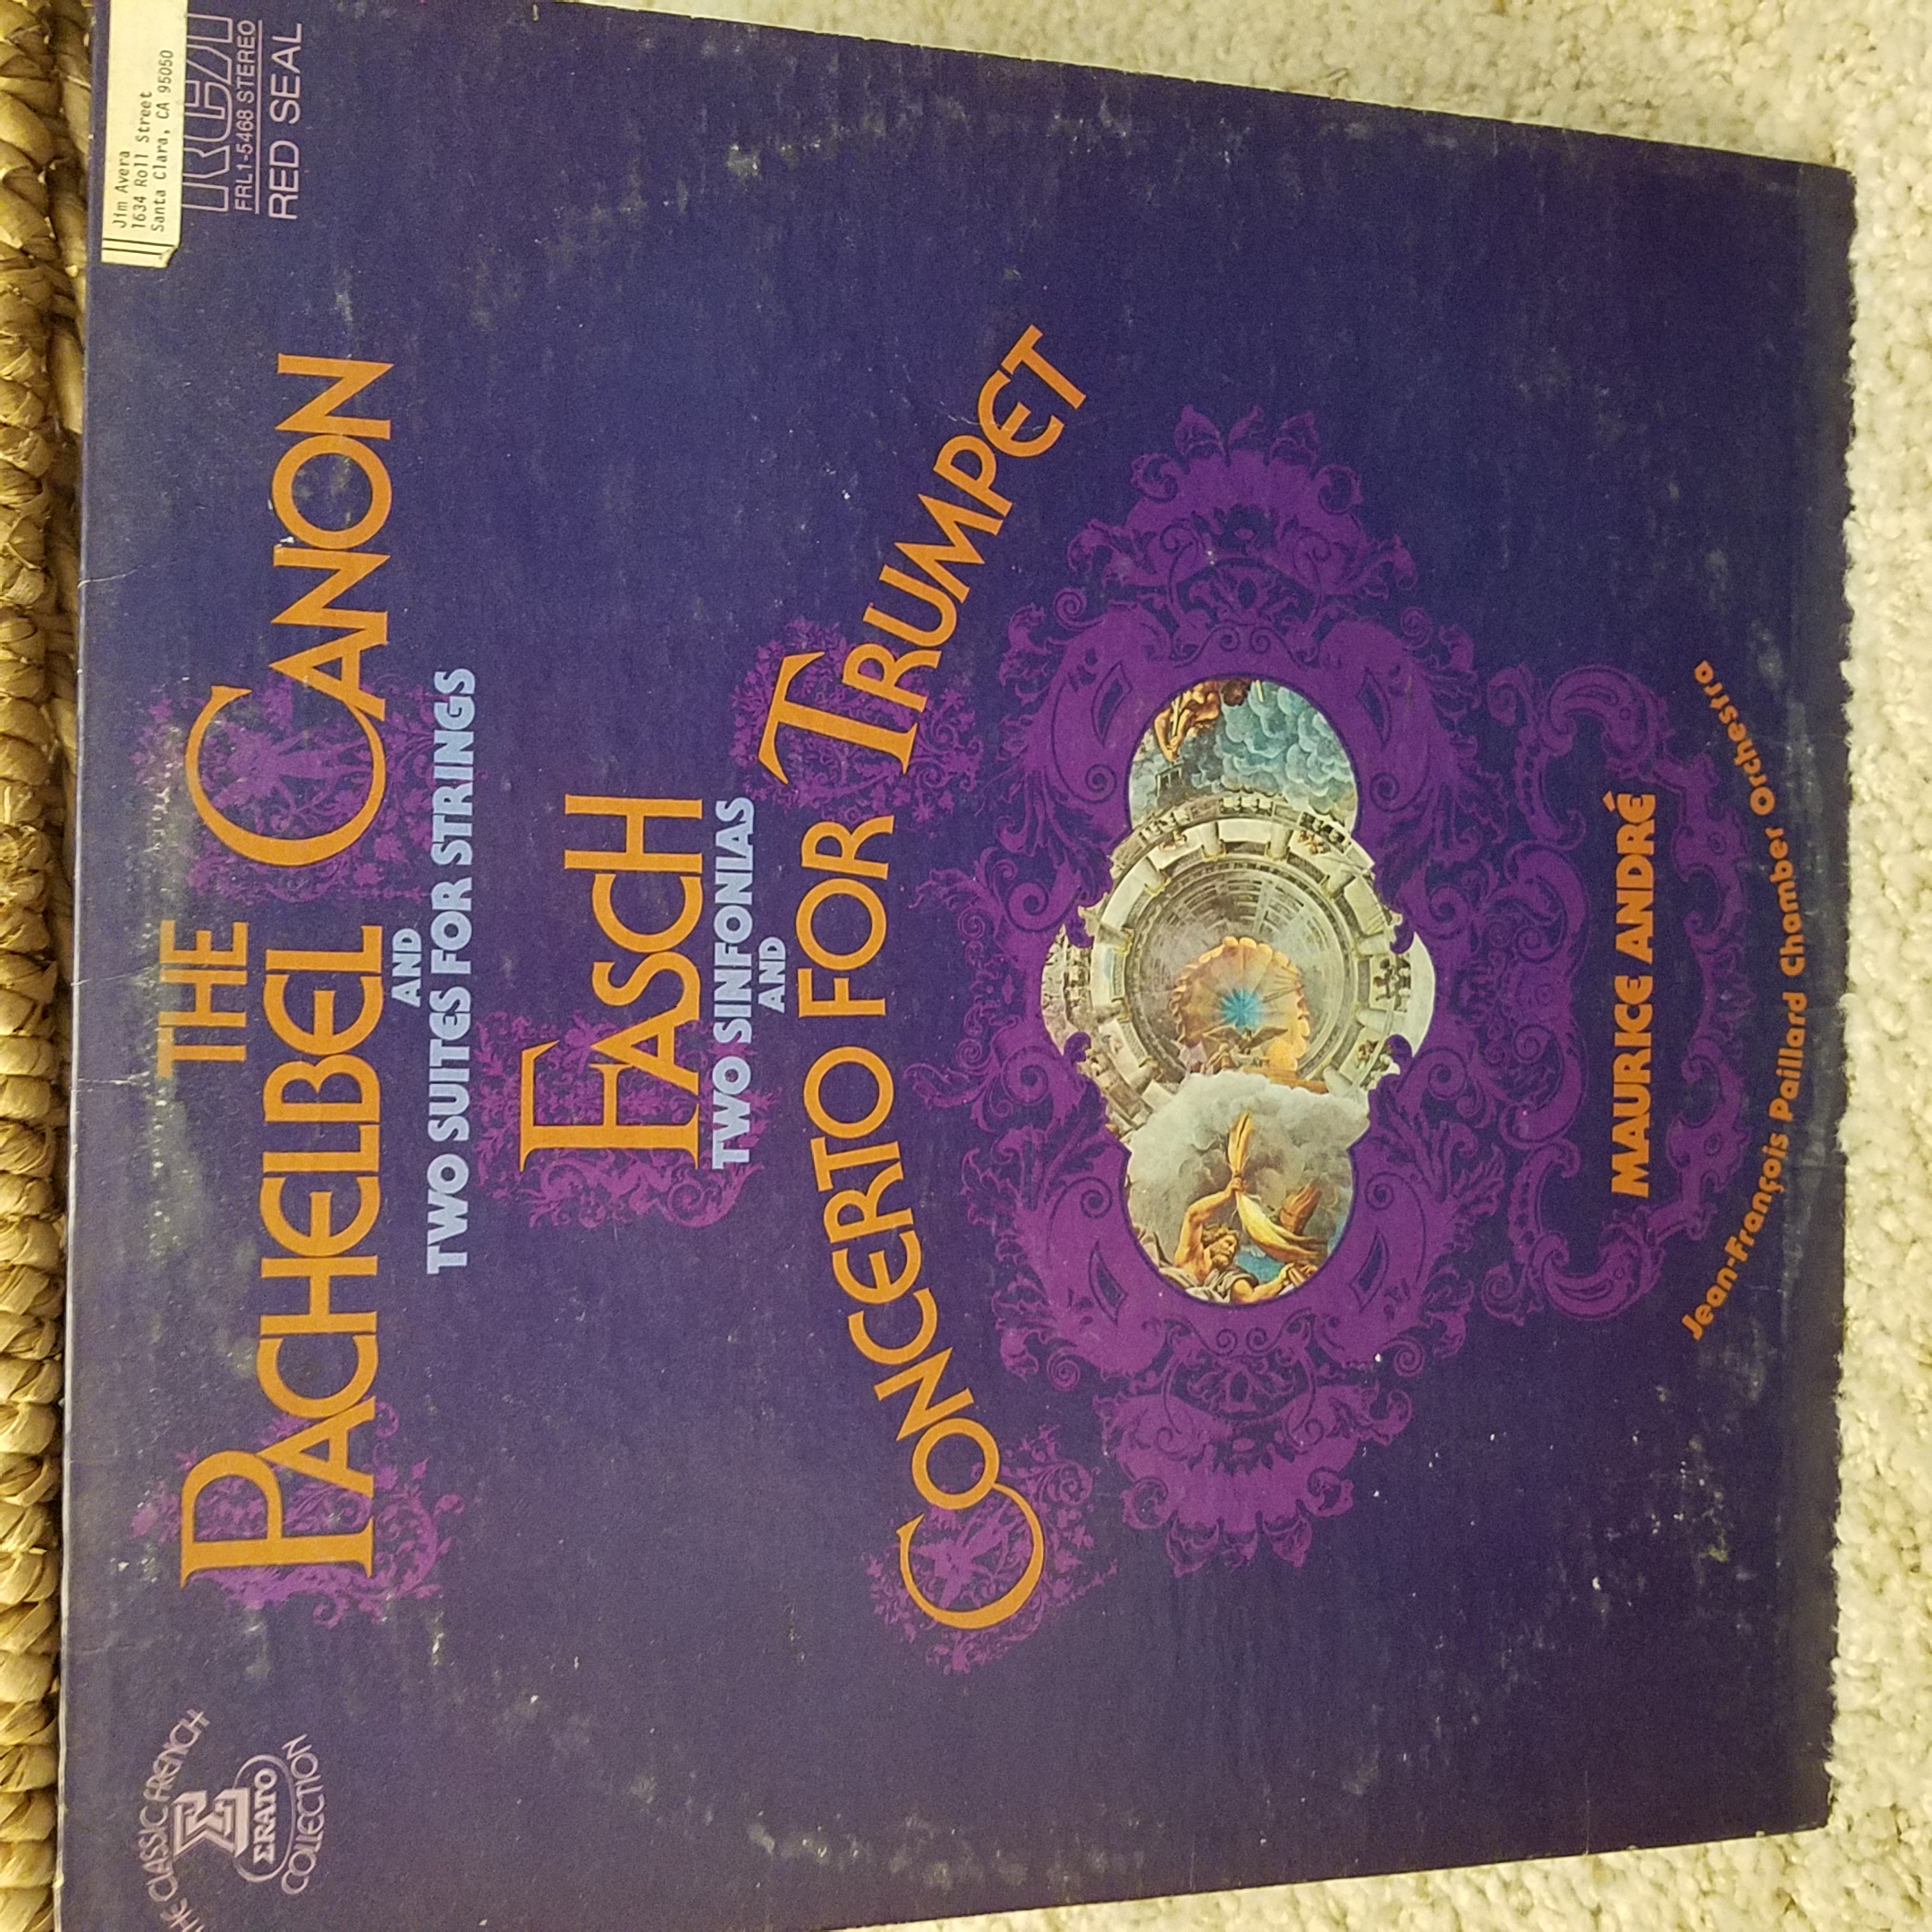 THE CLASSIC FRENCH
ERATO
COLLECTION
Jim Avera
1634 Roll Street
Santa Clara, CA 95050
RCA
FRL1-5468 STEREO
RED SEAL
THE
PACHELBEL CANON
AND
TWO SUITES FOR STRINGS
FASCH
TWO SINFONIAS
AND
CONCERTO FOR TRUMPET
MAURICE ANDRÉ
Jean-François Paillard Chamber Orchestra